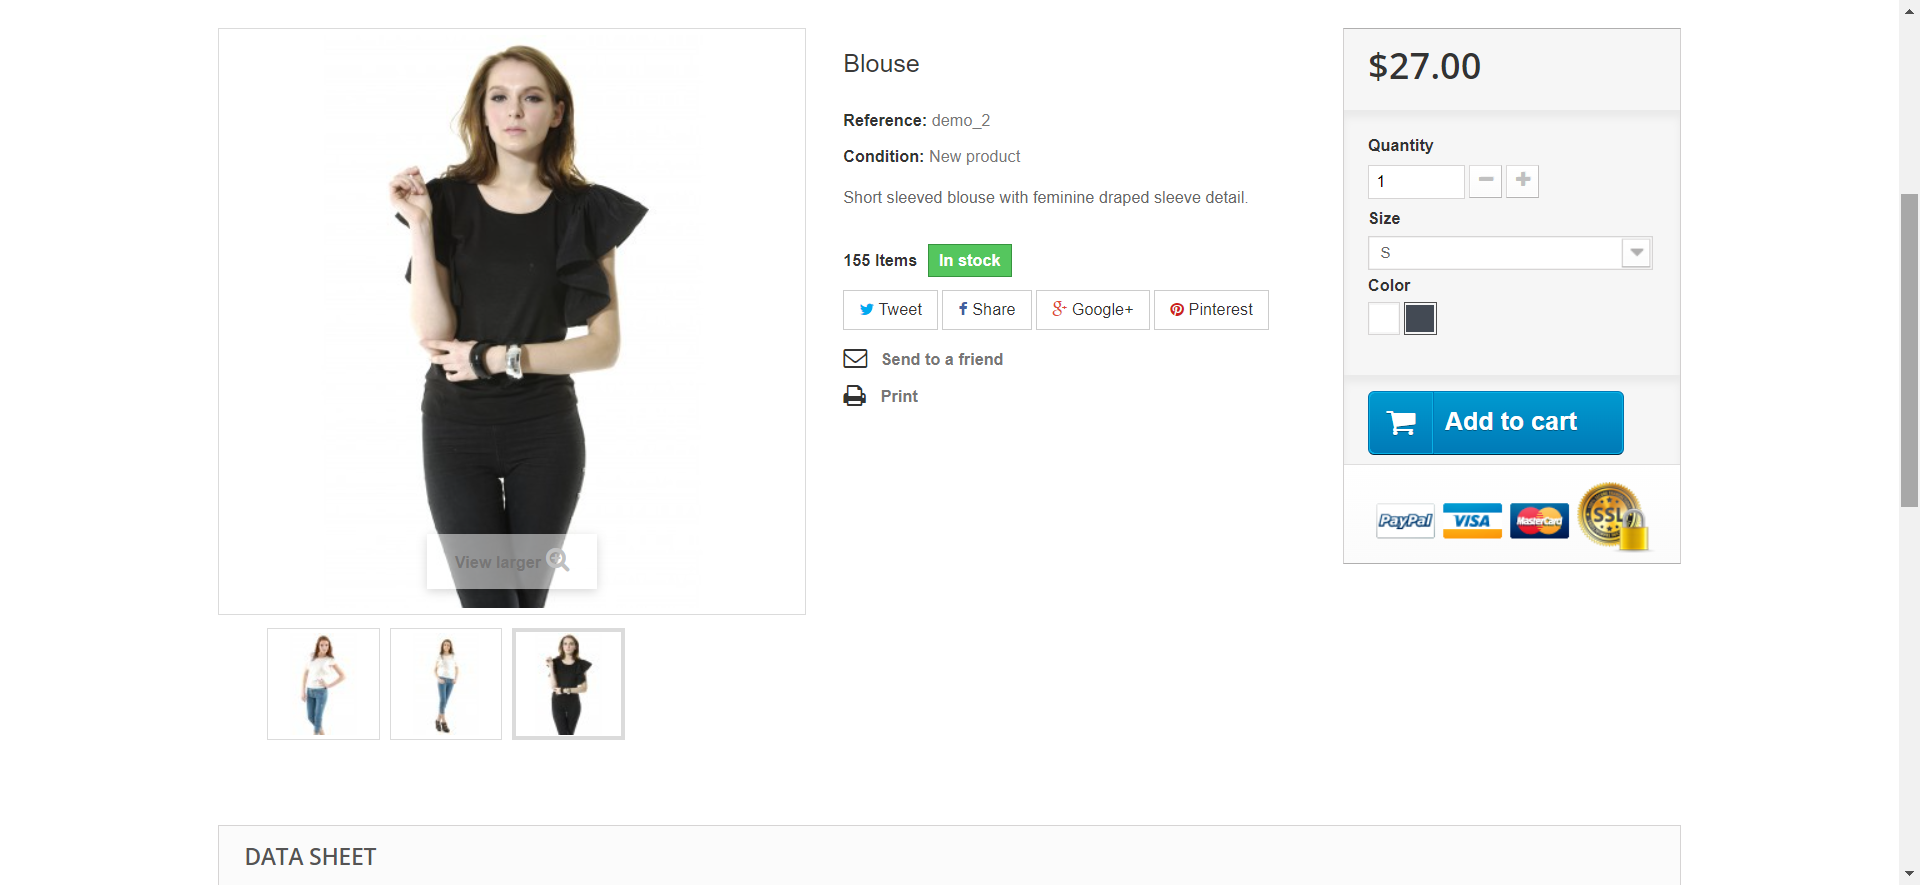 Blouse
Reference: demo_2
Condition: New product
Short sleeved blouse with feminine draped sleeve detail.
155 Items In stock
Tweet Share Google+ Pinterest
Send to a friend
Print
View larger
$27.00
Quantity
1
Size
S
Color
Add to cart
PayPal VISA MasterCard SSL
DATA SHEET